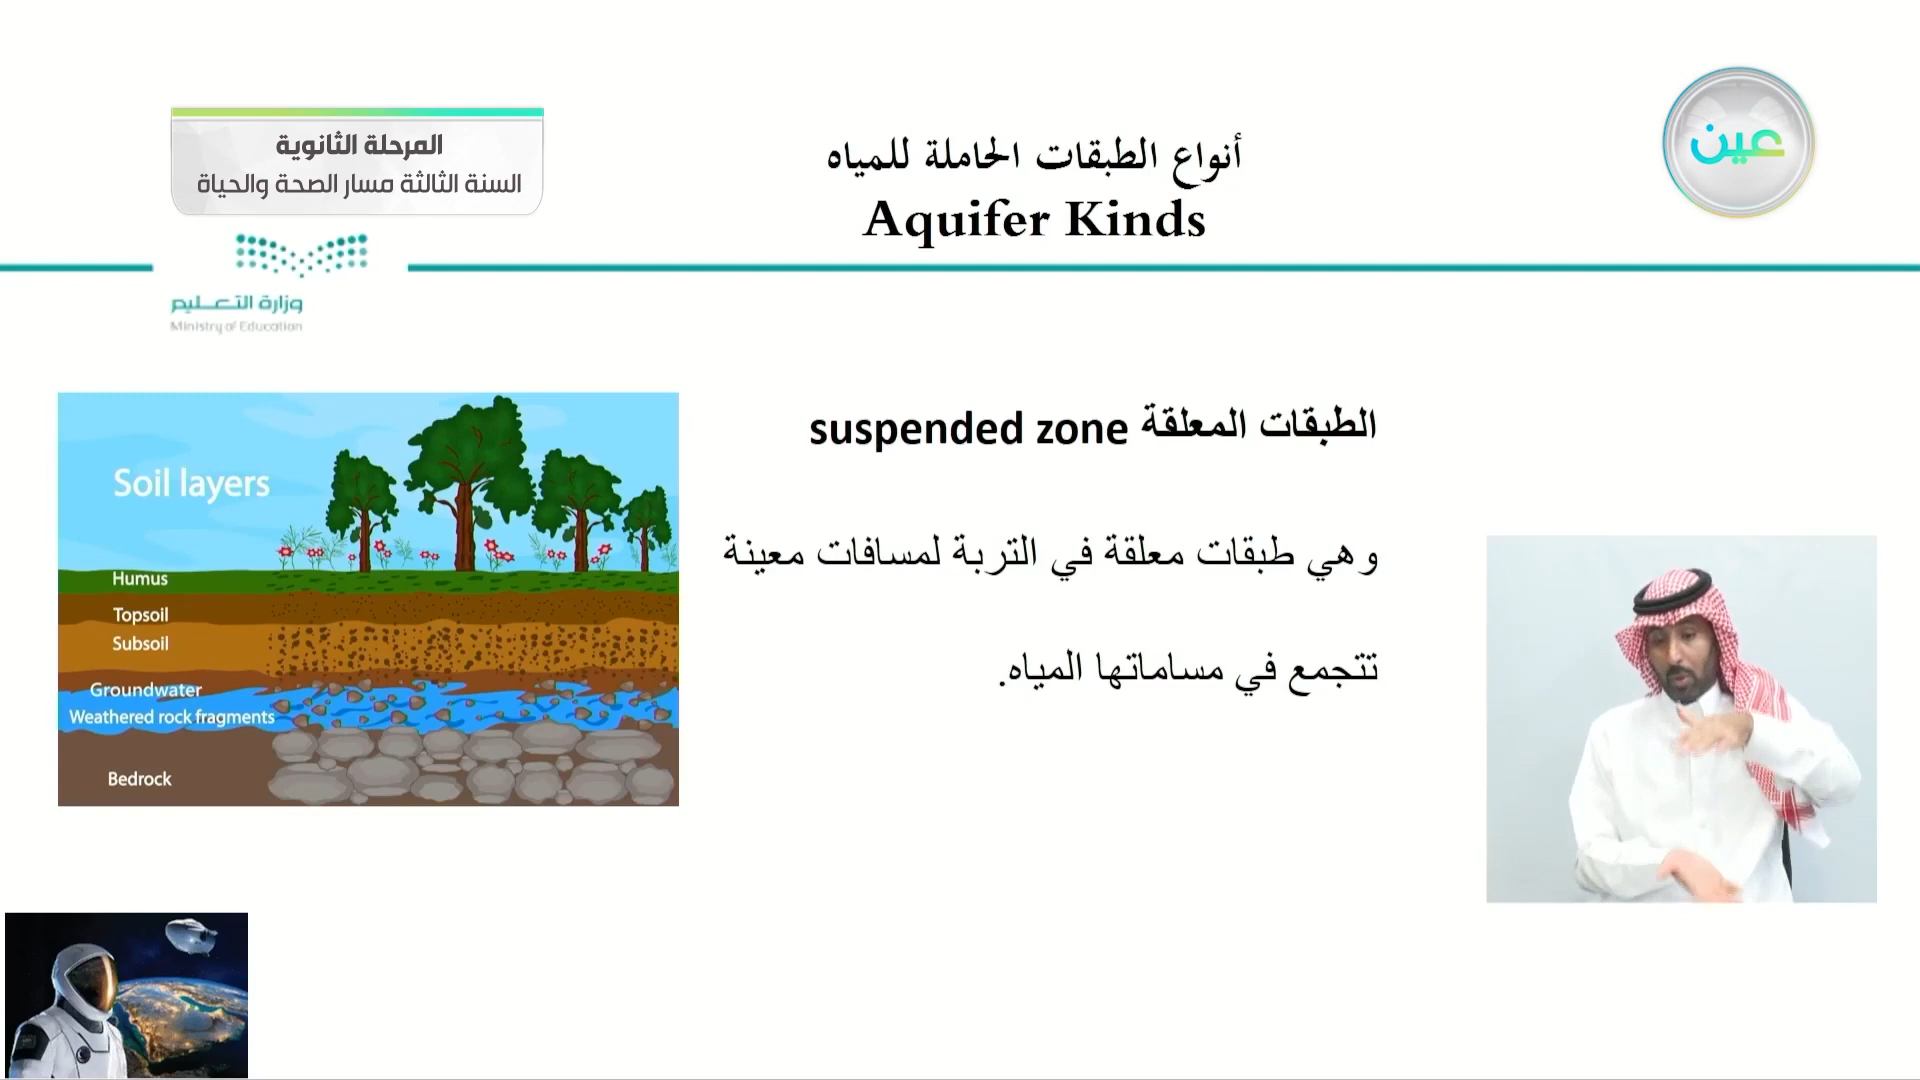 المرحلة الثانوية
السنة الثالثة مسار الصحة والحياة
أنواع الطبقات الحاملة للمياه
Aquifer Kinds
عين
وزارة التعليم
Ministry of Education
الطبقات المعلقة suspended zone
وهي طبقات معلقة في التربة لمسافات معينة
تتجمع في مساماتها المياه.
Soil layers
Humus
Topsoil
Subsoil
Groundwater
Weathered rock fragments
Bedrock